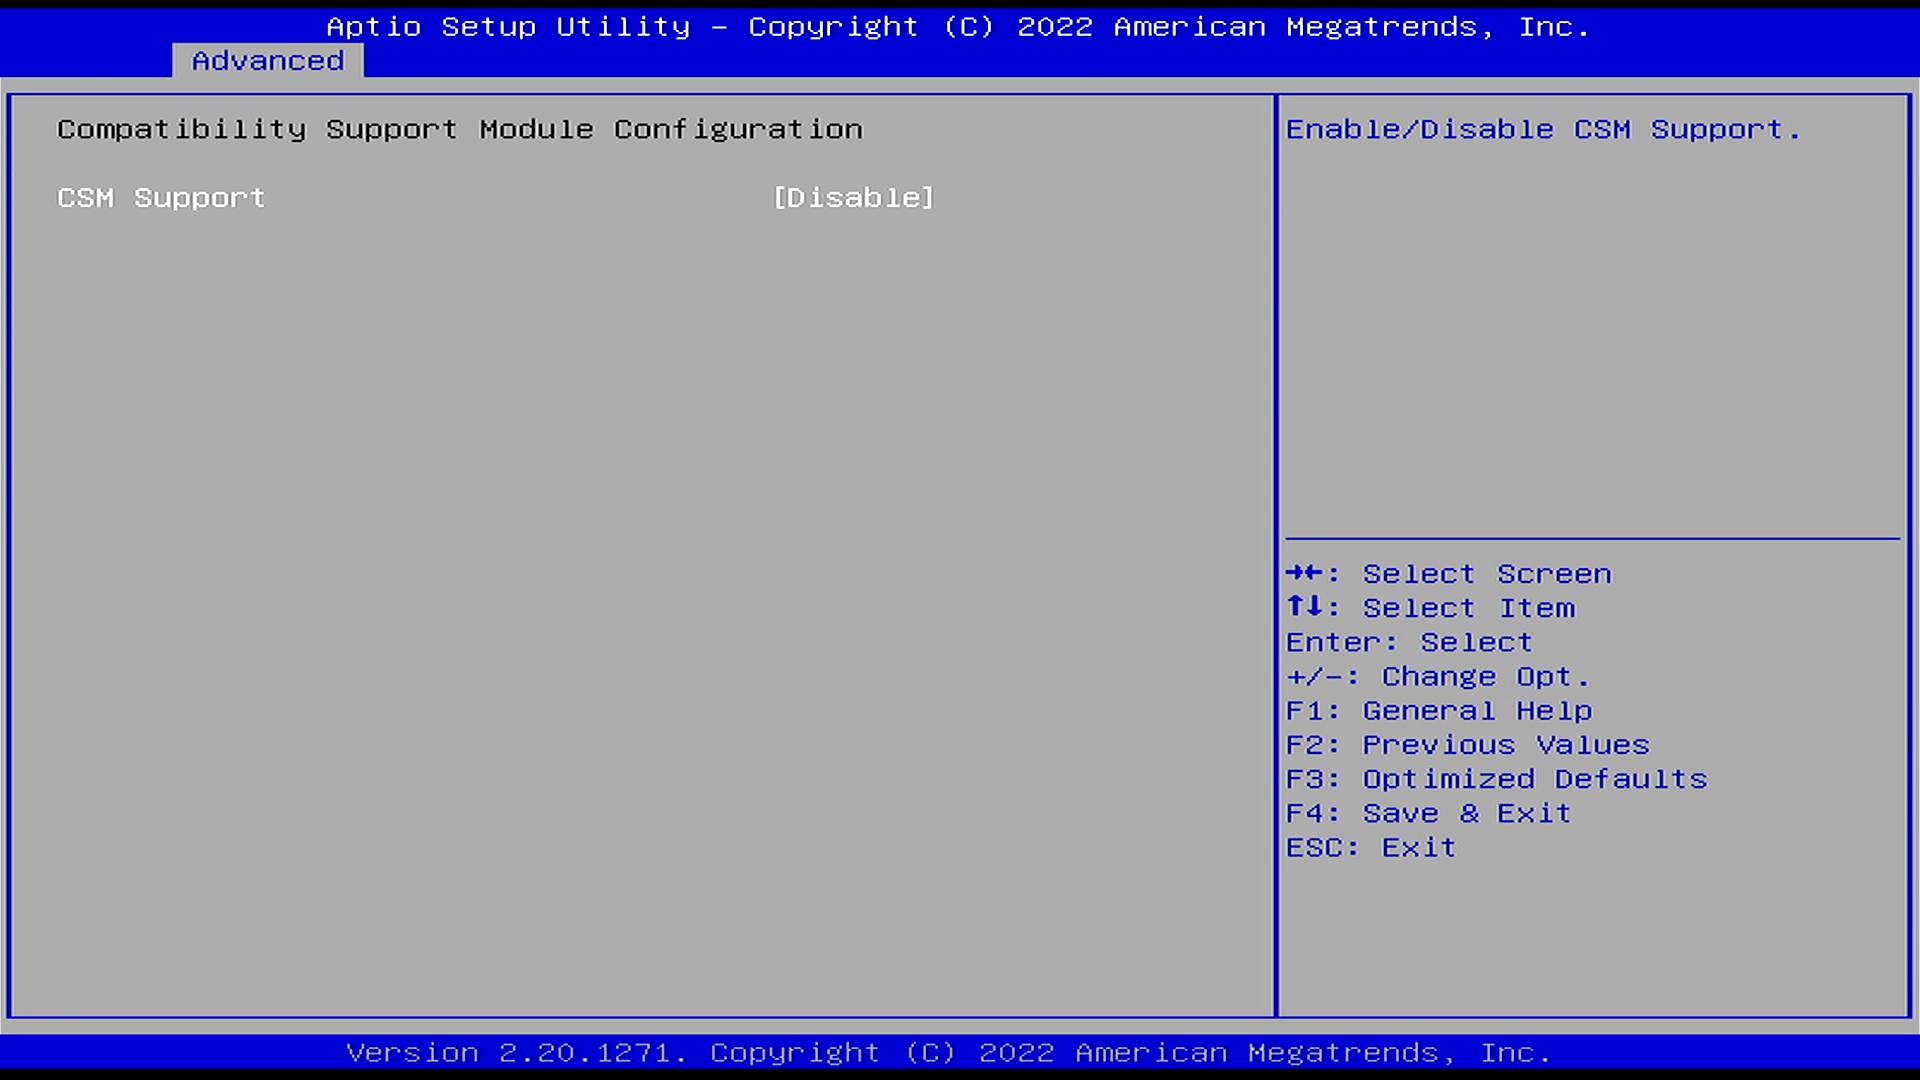 Aptio Setup Utility – Copyright (C) 2022 American Megatrends, Inc.
Advanced
Compatibility Support Module Configuration
CSM Support [Disable]
Enable/Disable CSM Support.
→←: Select Screen
↑↓: Select Item
Enter: Select
+/-: Change Opt.
F1: General Help
F2: Previous Values
F3: Optimized Defaults
F4: Save & Exit
ESC: Exit
Version 2.20.1271. Copyright (C) 2022 American Megatrends, Inc.